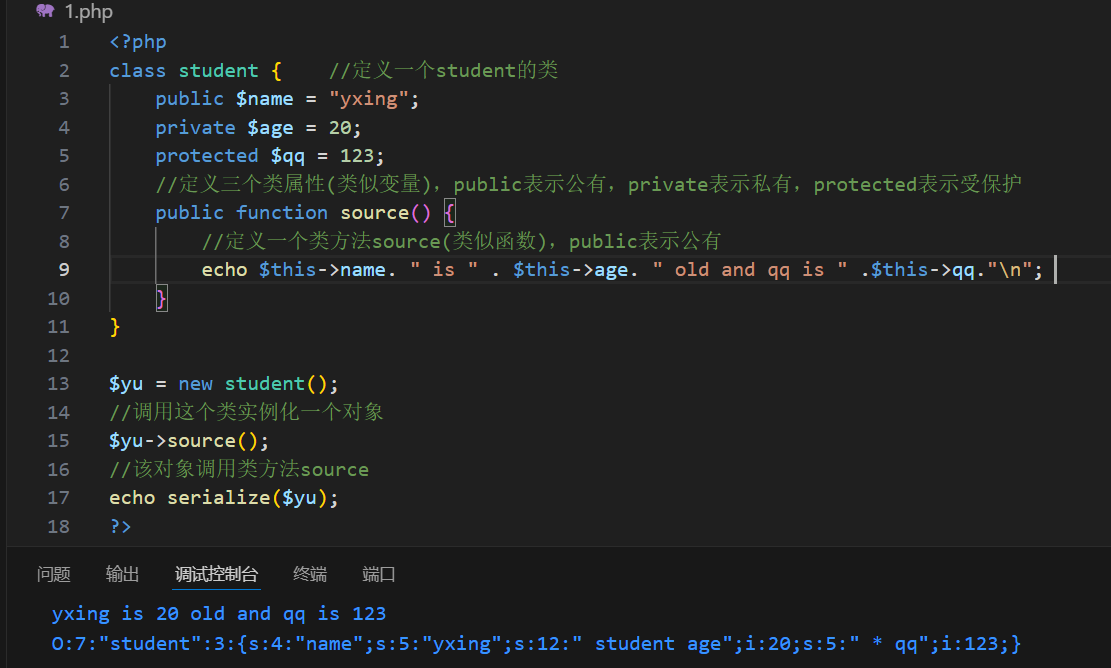 1.php
1 <?php
2 class student {    //定义一个student的类
3     public $name = "yxing";
4     private $age = 20;
5     protected $qq = 123;
6     //定义三个类属性(类似变量)，public表示公有，private表示私有，protected表示受保护
7     public function source() {
8         //定义一个类方法source(类似函数)，public表示公有
9         echo $this->name. " is " . $this->age. " old and qq is " .$this->qq."\n";
10     }
11 }
12
13 $yu = new student();
14 //调用这个类实例化一个对象
15 $yu->source();
16 //该对象调用类方法source
17 echo serialize($yu);
18 ?>
问题 输出 调试控制台 终端 端口
yxing is 20 old and qq is 123
O:7:"student":3:{s:4:"name";s:5:"yxing";s:12:" student age";i:20;s:5:" * qq";i:123;}